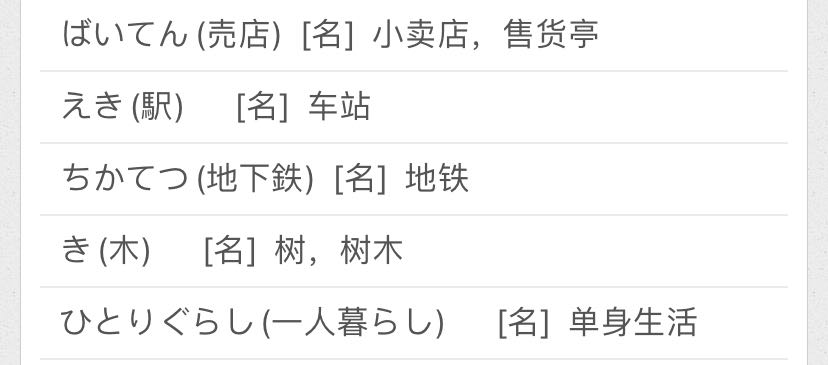 ばいてん(売店) [名] 小卖店，售货亭
えき(駅) [名] 车站
ちかてつ(地下鉄) [名] 地铁
き(木) [名] 树，树木
ひとりぐらし(一人暮らし) [名] 单身生活